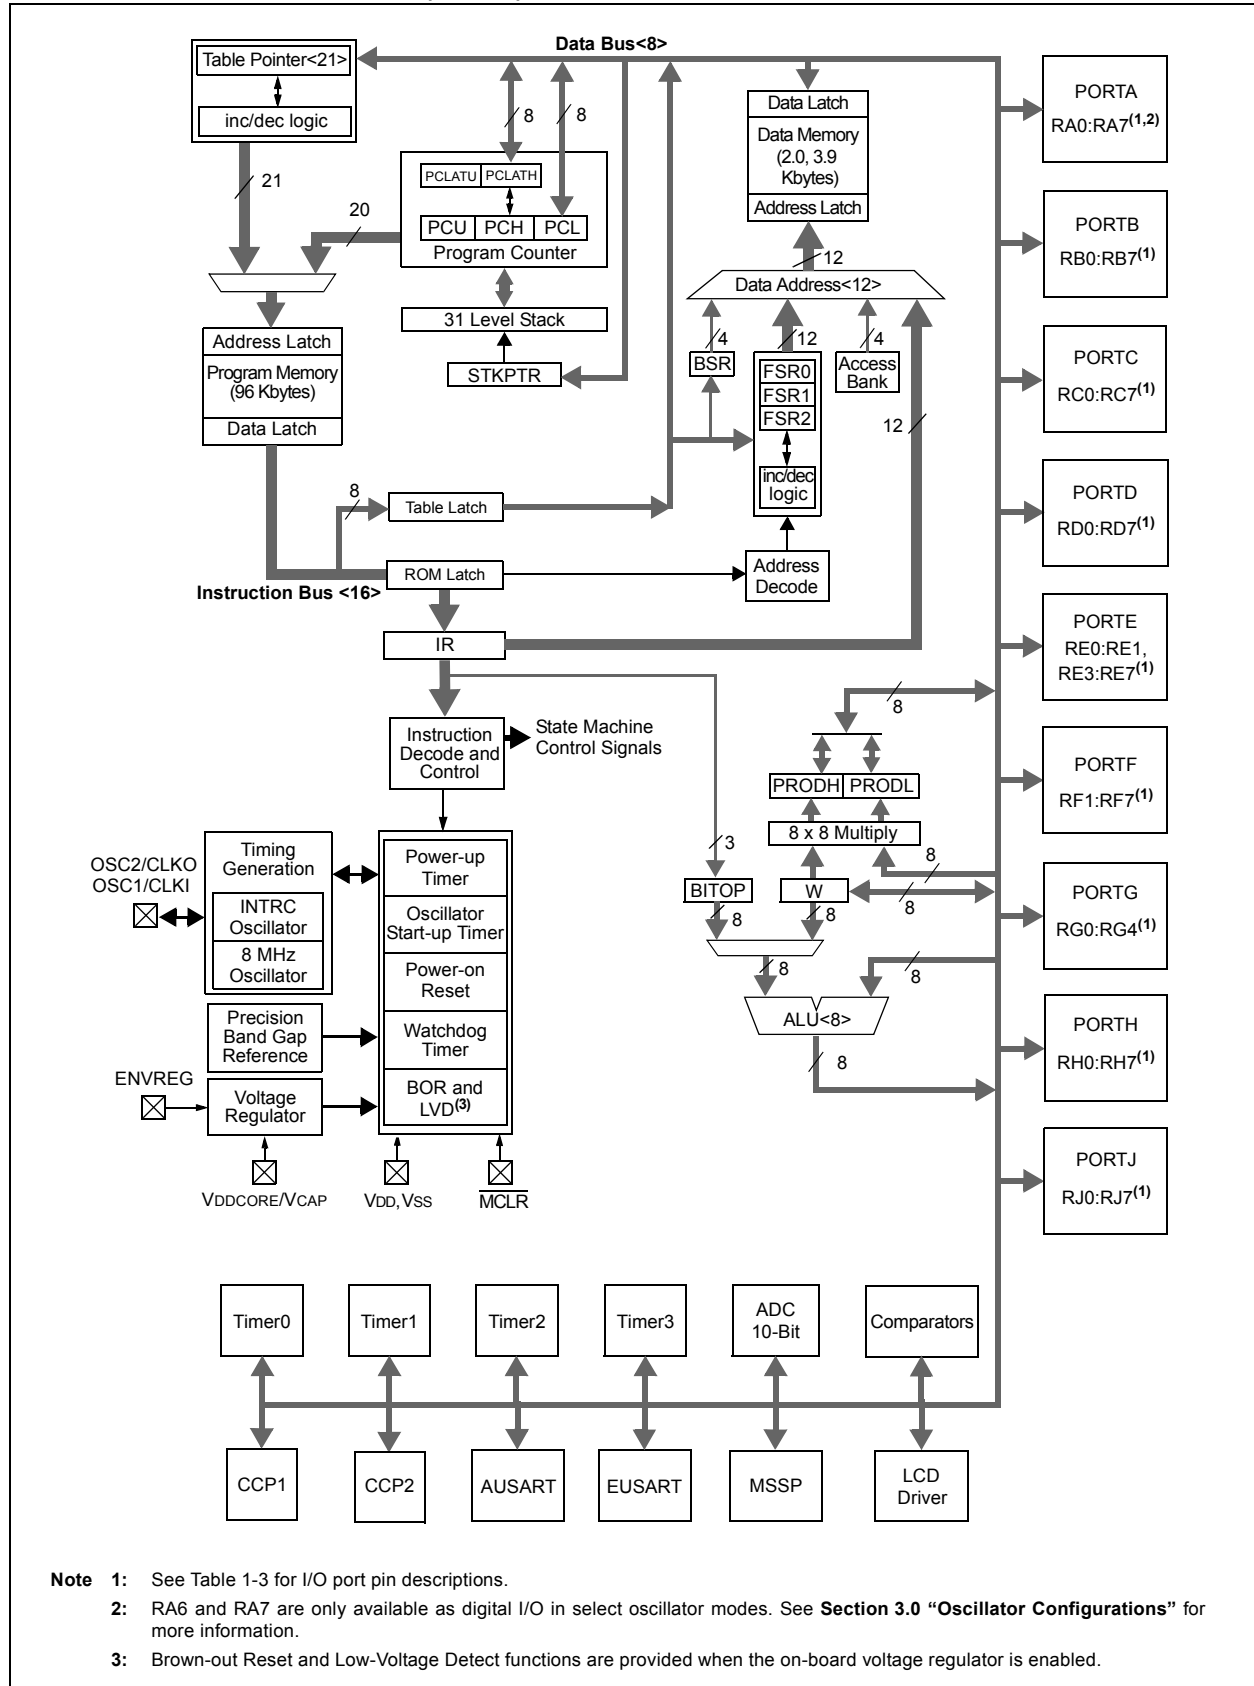 Data Bus<8>
Table Pointer<21>
inc/dec logic
21
8
8
PCLATU PCLATH
20
PCU PCH PCL
Program Counter
31 Level Stack
STKPTR
Address Latch
Program Memory
(96 Kbytes)
Data Latch
8
Table Latch
ROM Latch
Instruction Bus <16>
IR
Data Latch
Data Memory
(2.0, 3.9
Kbytes)
Address Latch
12
Data Address<12>
4
12
4
BSR
FSR0
FSR1
FSR2
inc/dec
logic
Access
Bank
12
Address
Decode
Instruction
Decode and
Control
State Machine
Control Signals
8
PRODH PRODL
8 x 8 Multiply
3
8
BITOP
W
8
8
8
8
8
ALU<8>
8
OSC2/CLKO
OSC1/CLKI
Timing
Generation
INTRC
Oscillator
8 MHz
Oscillator
Precision
Band Gap
Reference
ENVREG
Voltage
Regulator
Power-up
Timer
Oscillator
Start-up Timer
Power-on
Reset
Watchdog
Timer
BOR and
LVD(3)
VDDCORE/VCAP
VDD, VSS
MCLR
PORTA
RA0:RA7(1,2)
PORTB
RB0:RB7(1)
PORTC
RC0:RC7(1)
PORTD
RD0:RD7(1)
PORTE
RE0:RE1,
RE3:RE7(1)
PORTF
RF1:RF7(1)
PORTG
RG0:RG4(1)
PORTH
RH0:RH7(1)
PORTJ
RJ0:RJ7(1)
Timer0
Timer1
Timer2
Timer3
ADC
10-Bit
Comparators
CCP1
CCP2
AUSART
EUSART
MSSP
LCD
Driver
Note 1: See Table 1-3 for I/O port pin descriptions.
2: RA6 and RA7 are only available as digital I/O in select oscillator modes. See Section 3.0 “Oscillator Configurations” for
more information.
3: Brown-out Reset and Low-Voltage Detect functions are provided when the on-board voltage regulator is enabled.